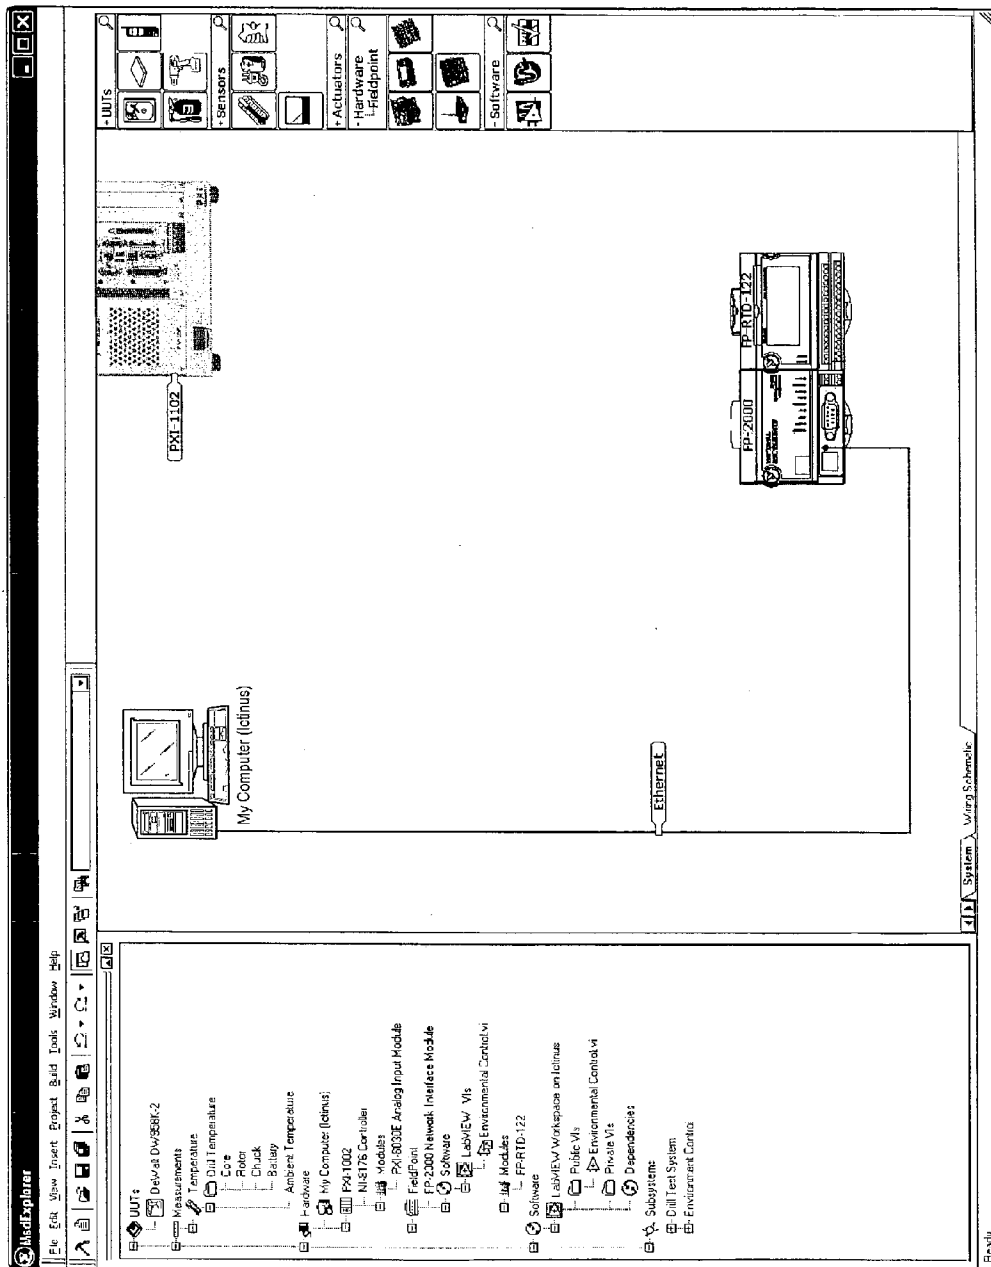 MsdExplorer
File Edit View Insert Project Build Tools Window Help
UUTs
DeWalt DW968K-2
Measurements
Temperature
Drill Temperature
Core
Rotor
Chuck
Battery
Ambient Temperature
Hardware
My Computer (Ictinus)
PXI-1002
NI-8176 Controller
Modules
PXI-6030E Analog Input Module
FieldPoint
FP-2000 Network Interface Module
Software
LabVIEW VIs
Environmental Control.vi
Modules
FP-RTD-122
Software
LabVIEW Workspace on Ictinus
Public VIs
Environmental Control.vi
Private VIs
Dependencies
Subsystems
Drill Test System
Environment Control
My Computer (Ictinus)
Ethernet
PXI-1102
FP-2000
FP-RTD-122
System
Wiring Schematic
+ UUTs
+ Sensors
+ Actuators
- Hardware
Fieldpoint
- Software
Ready